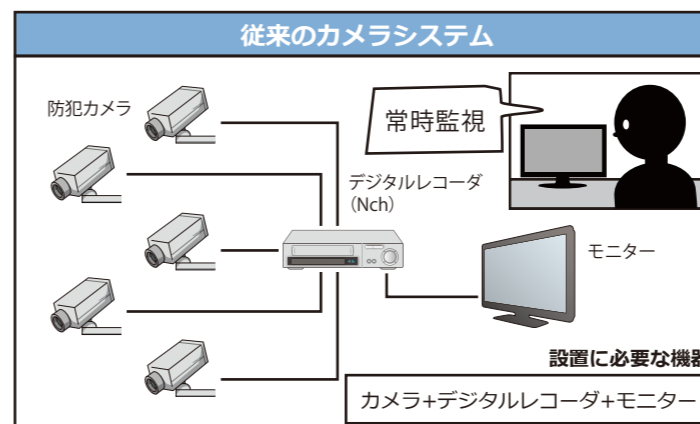 従来のカメラシステム
防犯カメラ
常時監視
デジタルレコーダ
(Nch)
モニター
設置に必要な機器
カメラ+デジタルレコーダ+モニター